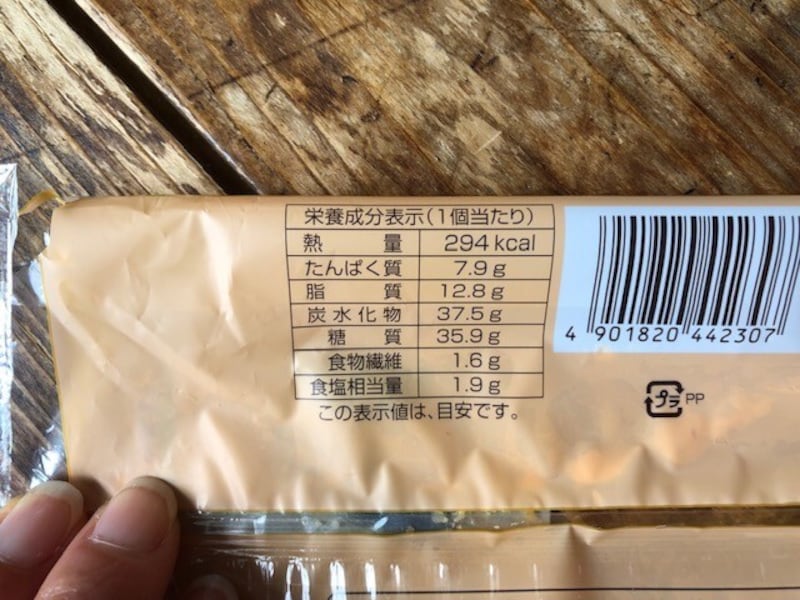 栄養成分表示(1個当たり)
熱量 294kcal
たんぱく質 7.9g
脂質 12.8g
炭水化物 37.5g
糖質 35.9g
食物繊維 1.6g
食塩相当量 1.9g
この表示値は、目安です。
4 901820 442307
プラ PP